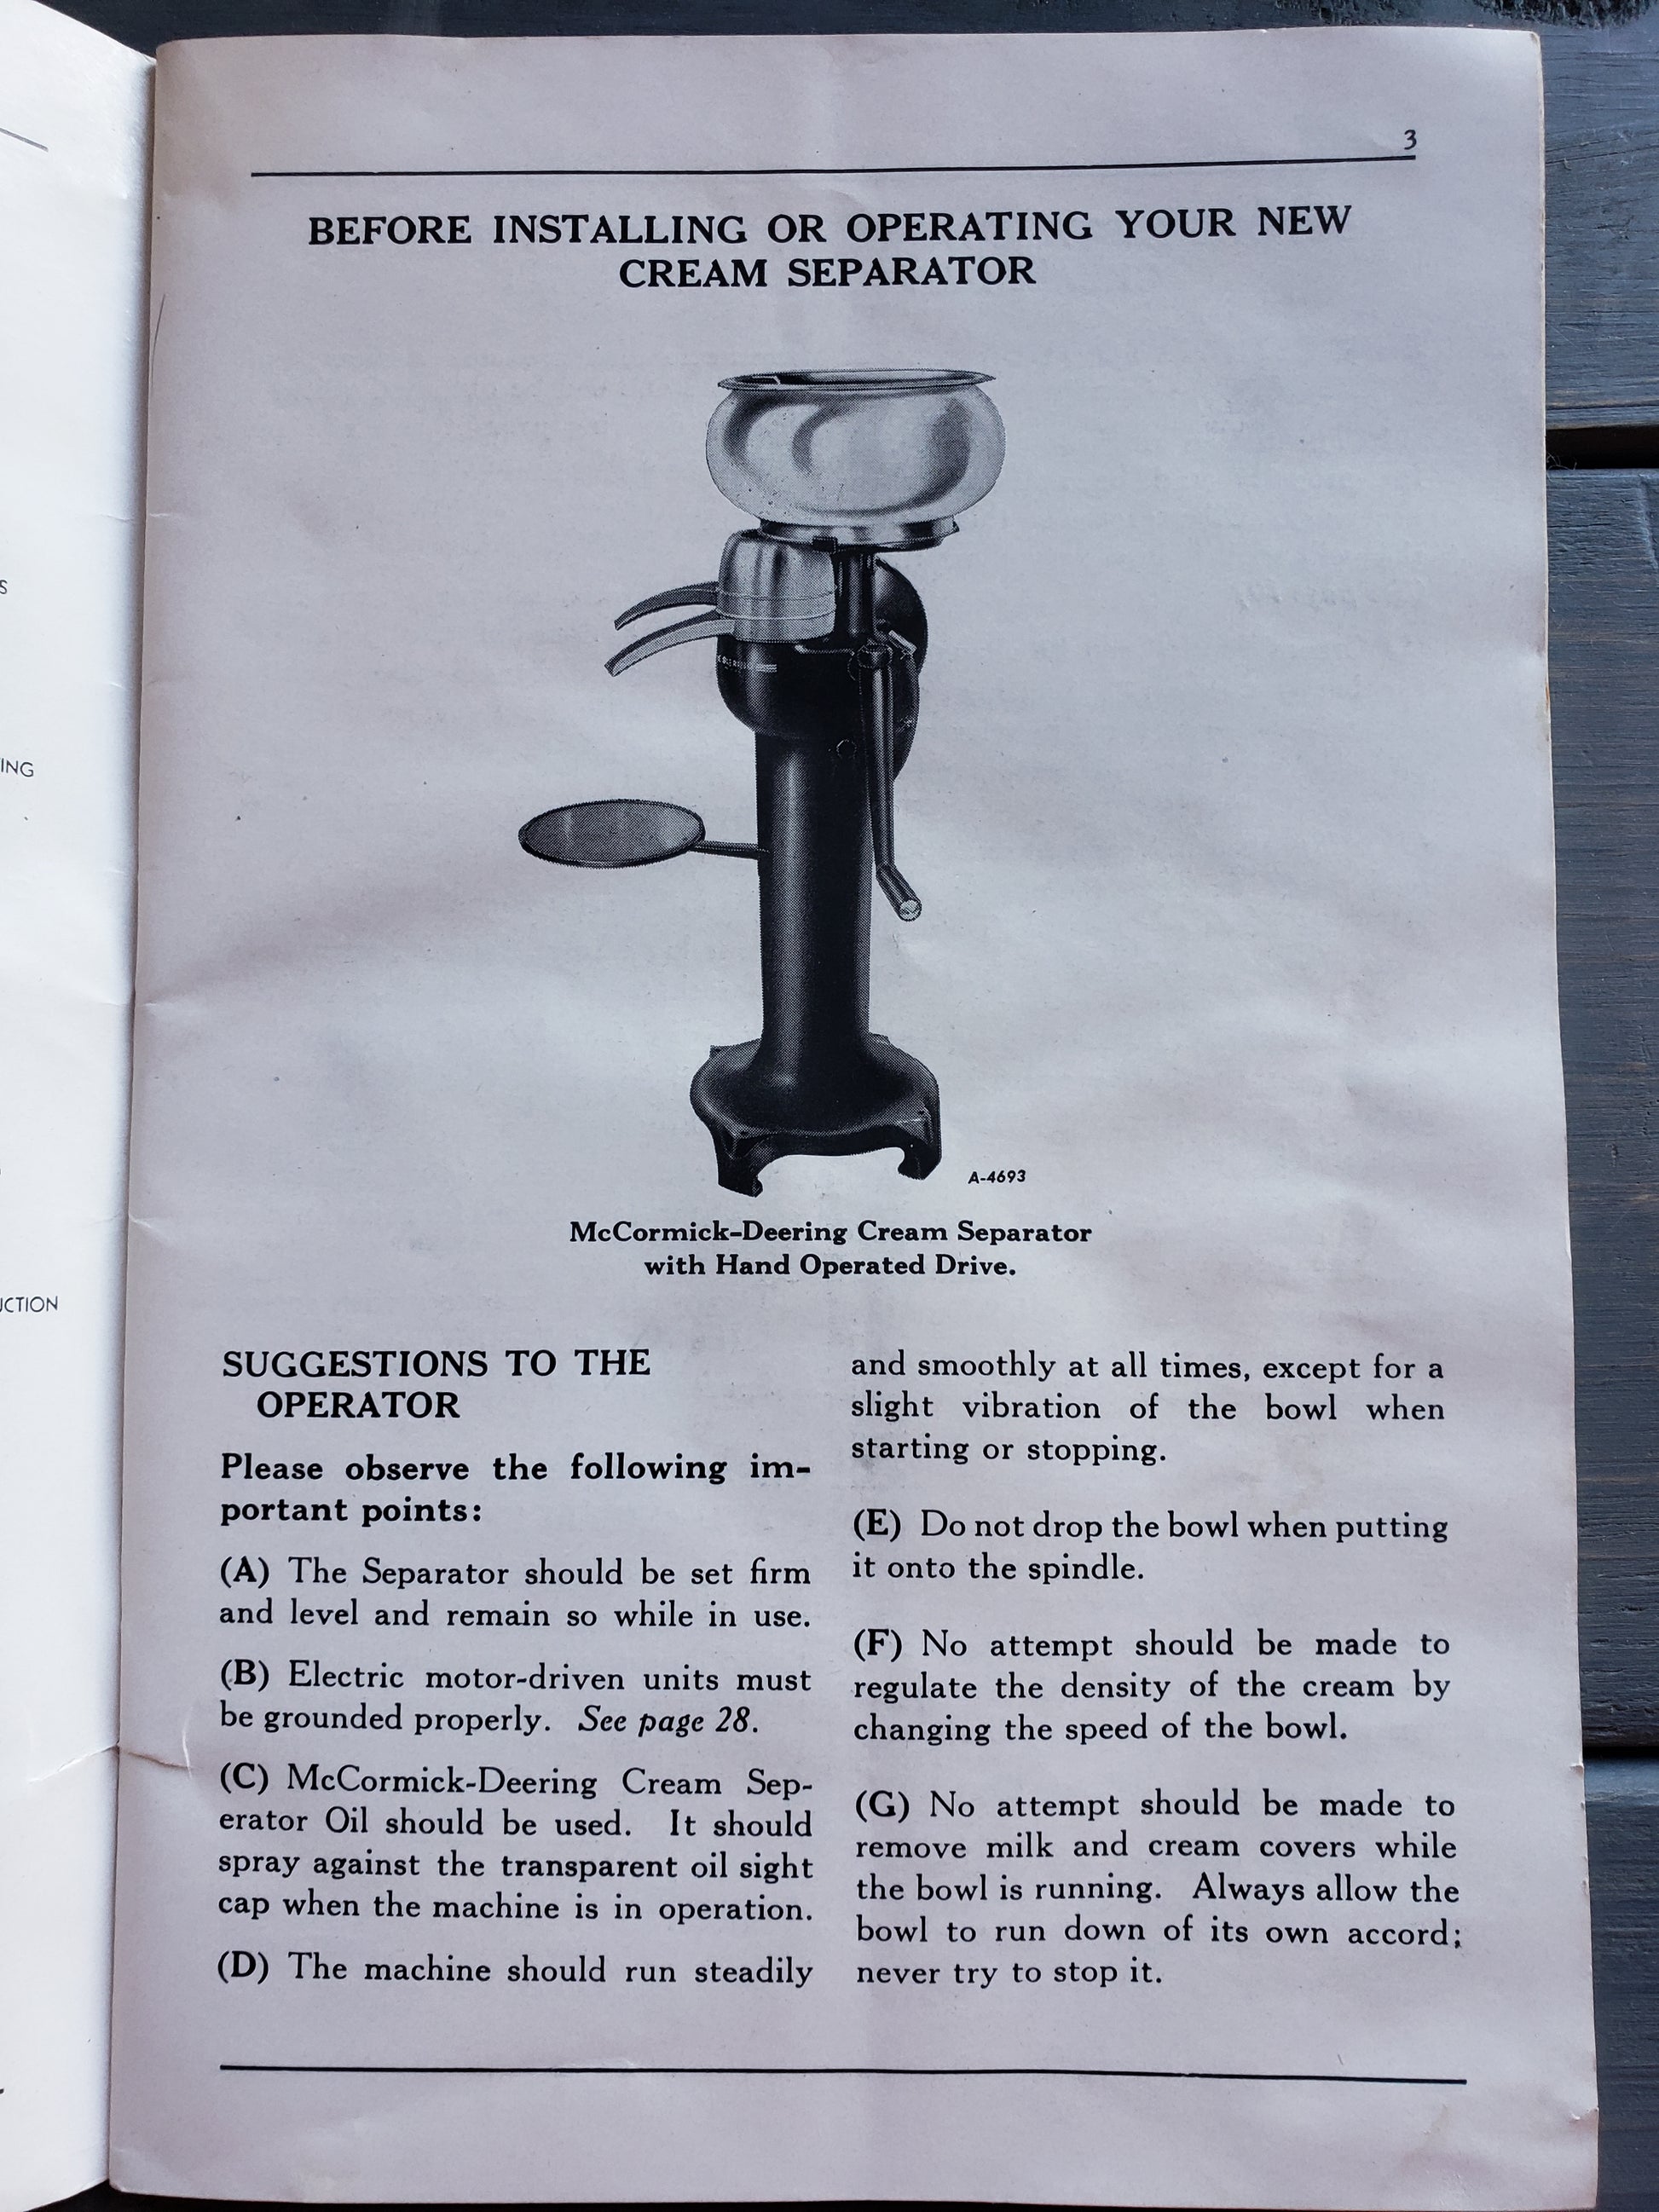 3
BEFORE INSTALLING OR OPERATING YOUR NEW
CREAM SEPARATOR
A-4693
McCormick-Deering Cream Separator
with Hand Operated Drive.
SUGGESTIONS TO THE
OPERATOR
Please observe the following im-
portant points:
(A) The Separator should be set firm
and level and remain so while in use.
(B) Electric motor-driven units must
be grounded properly. See page 28.
(C) McCormick-Deering Cream Sep-
erator Oil should be used. It should
spray against the transparent oil sight
cap when the machine is in operation.
(D) The machine should run steadily
and smoothly at all times, except for a
slight vibration of the bowl when
starting or stopping.
(E) Do not drop the bowl when putting
it onto the spindle.
(F) No attempt should be made to
regulate the density of the cream by
changing the speed of the bowl.
(G) No attempt should be made to
remove milk and cream covers while
the bowl is running. Always allow the
bowl to run down of its own accord;
never try to stop it.